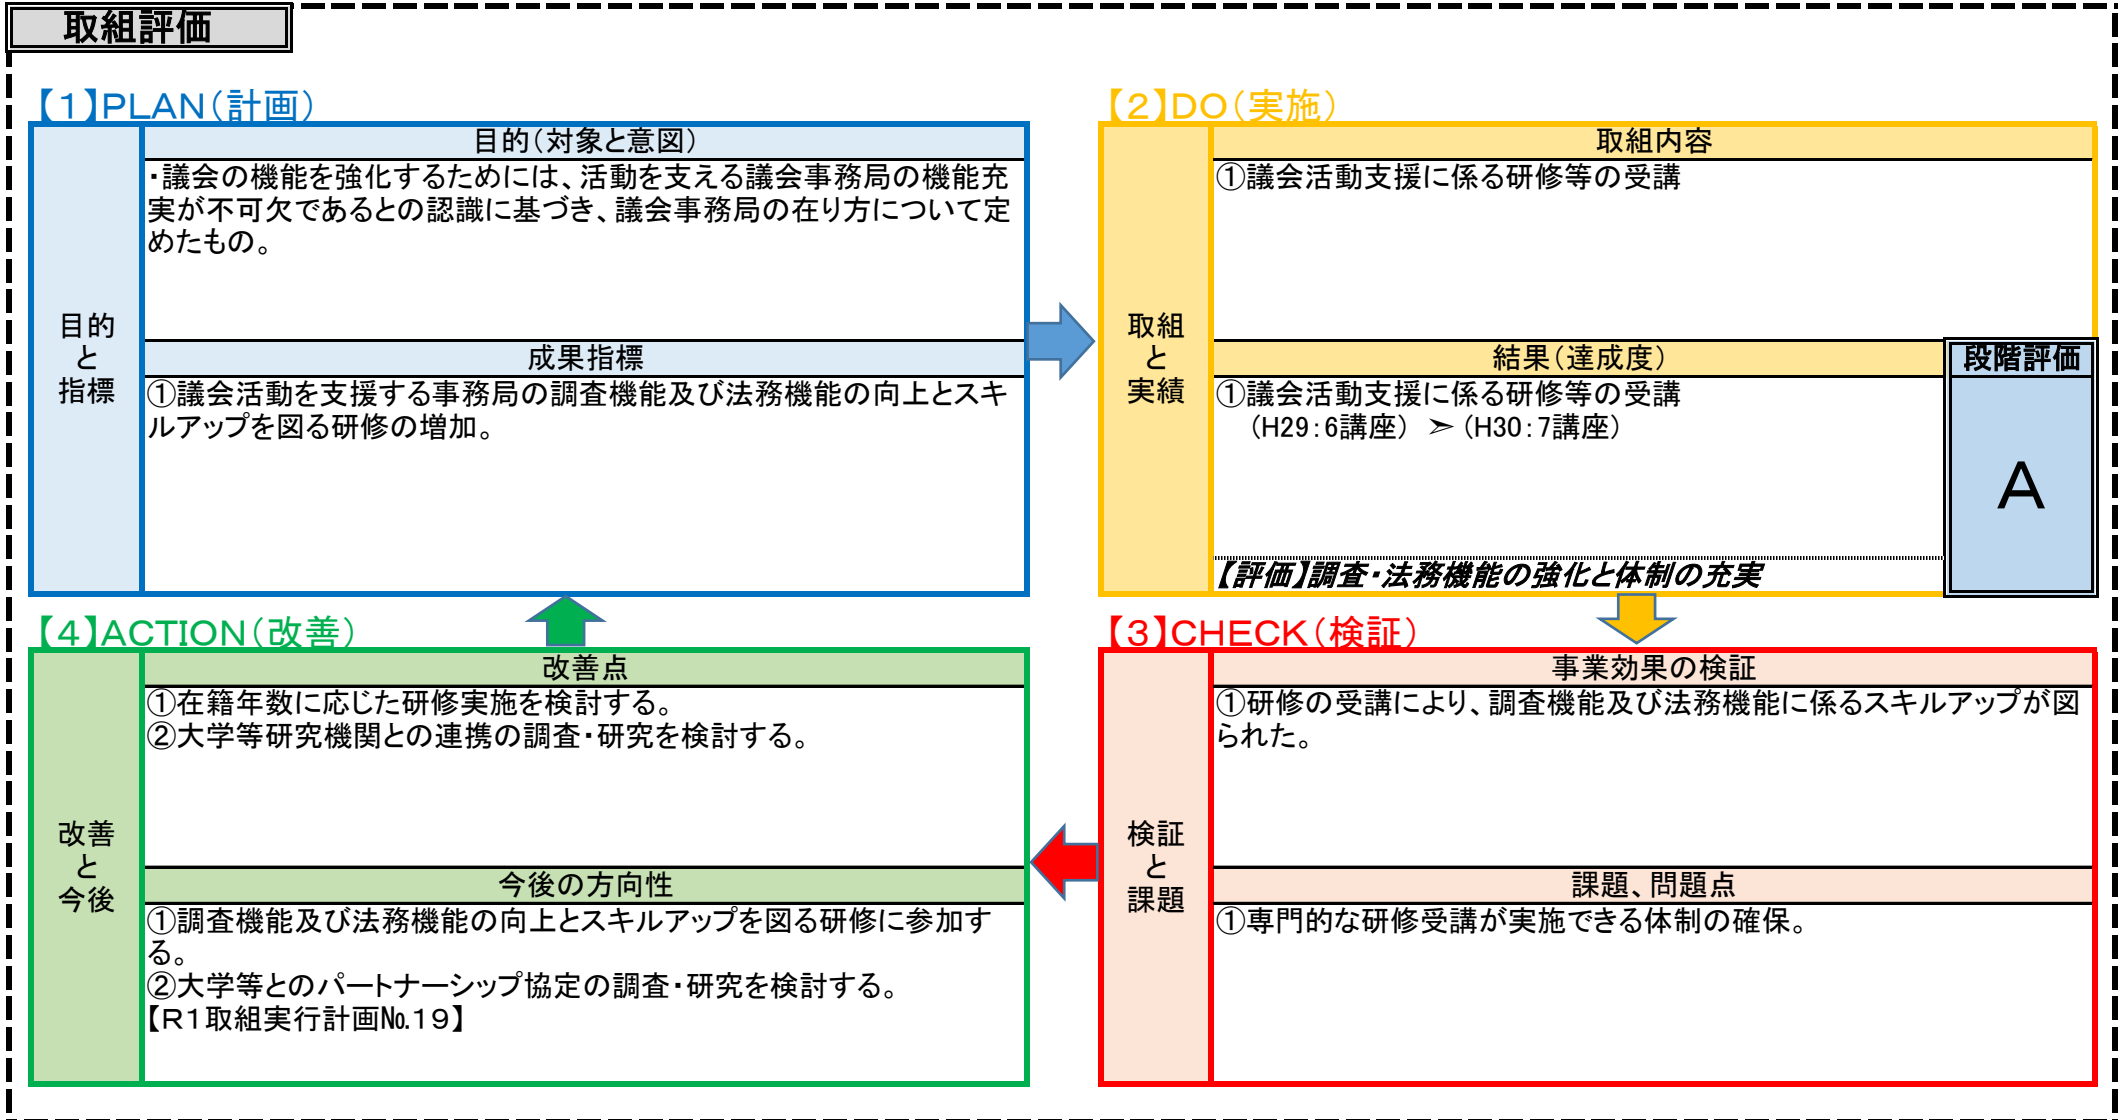 取組評価
【1】PLAN(計画)
目的
と
指標
目的(対象と意図)
・議会の機能を強化するためには、活動を支える議会事務局の機能充
実が不可欠であるとの認識に基づき、議会事務局の在り方について定
めたもの。
成果指標
①議会活動を支援する事務局の調査機能及び法務機能の向上とスキ
ルアップを図る研修の増加。
【2】DO(実施)
取組
と
実績
取組内容
①議会活動支援に係る研修等の受講
結果(達成度)
①議会活動支援に係る研修等の受講
(H29:6講座) ➣ (H30:7講座)
【評価】調査・法務機能の強化と体制の充実
段階評価
A
【3】CHECK(検証)
検証
と
課題
事業効果の検証
①研修の受講により、調査機能及び法務機能に係るスキルアップが図
られた。
課題、問題点
①専門的な研修受講が実施できる体制の確保。
【4】ACTION(改善)
改善
と
今後
改善点
①在籍年数に応じた研修実施を検討する。
②大学等研究機関との連携の調査・研究を検討する。
今後の方向性
①調査機能及び法務機能の向上とスキルアップを図る研修に参加す
る。
②大学等とのパートナーシップ協定の調査・研究を検討する。
【R1取組実行計画№19】